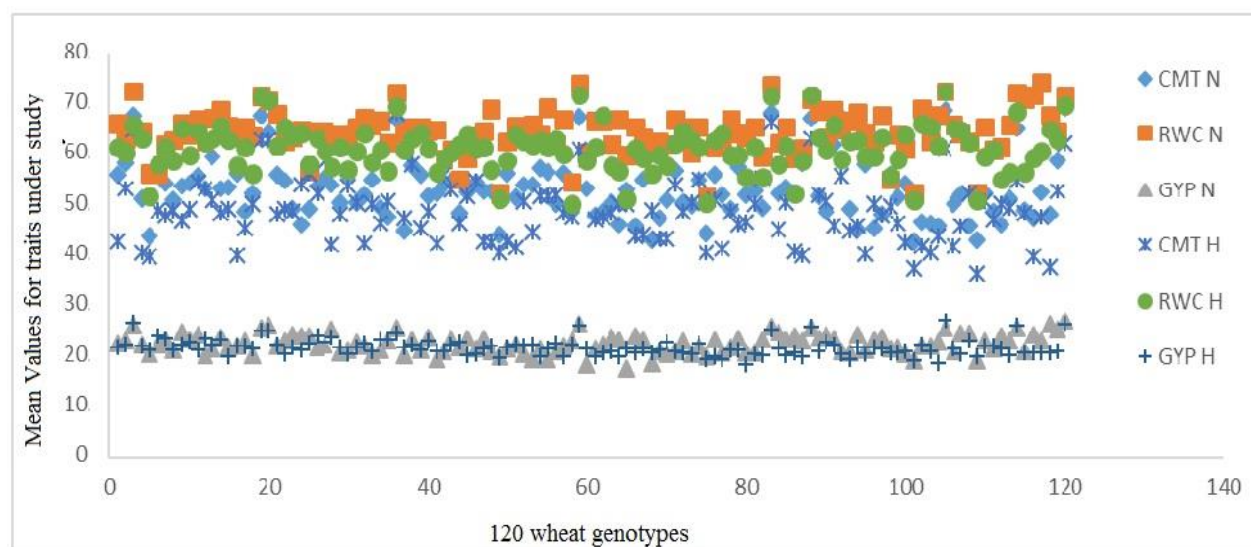 Mean Values for traits under study
80
70
60
50
40
30
20
10
0
0 20 40 60 80 100 120 140
120 wheat genotypes
CMT N
RWC N
GYP N
CMT H
RWC H
GYP H